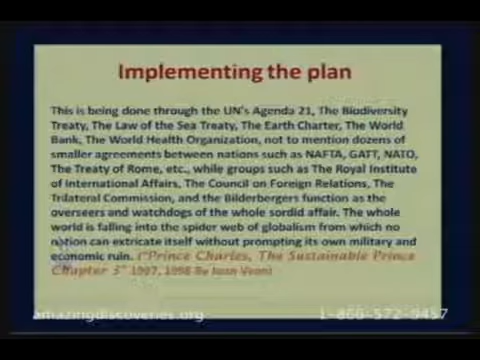 Implementing the plan
This is being done through the UN's Agenda 21, The Biodiversity
Treaty, The Law of the Sea Treaty, The Earth Charter, The World
Bank, The World Health Organization, not to mention dozens of
smaller agreements between nations such as NAFTA, GATT, NATO,
The Treaty of Rome, etc., while groups such as The Royal Institute
of International Affairs, The Council on Foreign Relations, The
Trilateral Commission, and the Bilderbergers function as the
overseers and watchdogs of the whole sordid affair. The whole
world is falling into the spider web of globalism from which no
nation can extricate itself without prompting its own military and
economic ruin. ("Prince Charles, The Sustainable Prince
Chapter 3" 1997, 1998 By Joan Veon)
amazingdiscoveries.org 1-866-572-9457